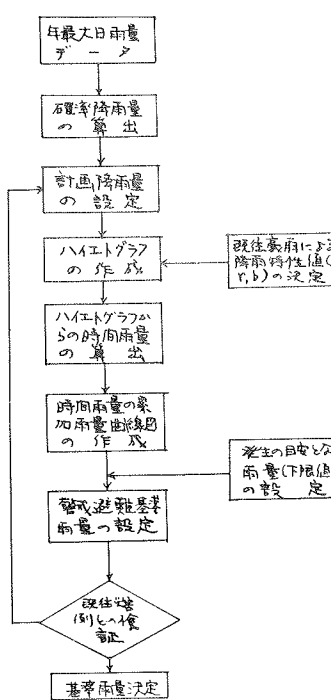 年最大日雨量
データ
確率降雨量
の算出
計画降雨量
の設定
ハイエトグラフ
の作成
既往豪雨によ
降雨特性値(
r,b)の決定
ハイエトグラフか
らの時間雨量
の算出
時間雨量の累
加雨量曲線図
の作成
発生の目安とな
雨量(下限値
の設定
警戒避難基準
雨量の設定
既往災
例との検
証
基準雨量決定